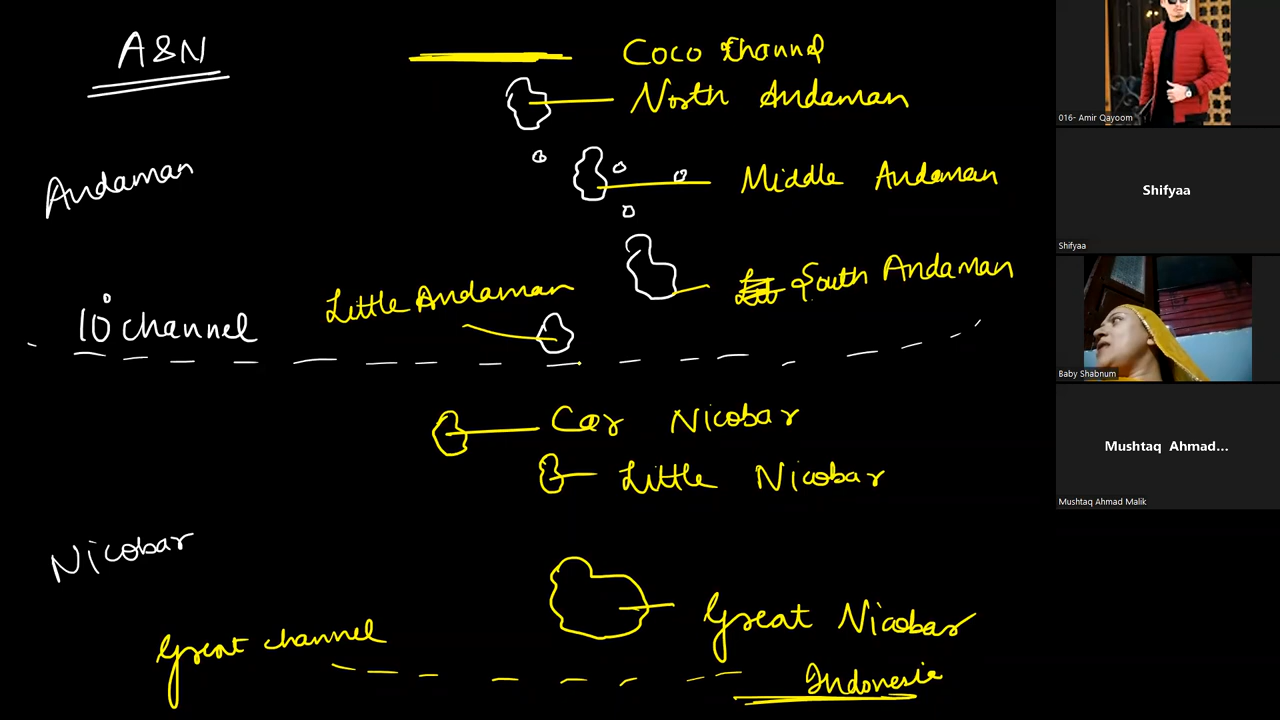 A&N
Coco Channel
North Andaman
Andaman
Middle Andaman
South Andaman
Little Andaman
10° channel
Car Nicobar
Little Nicobar
Nicobar
Great Nicobar
Great channel
Indonesia
016- Amir Qayoom
Shifyaa
Shifyaa
Baby Shabnum
Mushtaq Ahmad...
Mushtaq Ahmad Malik